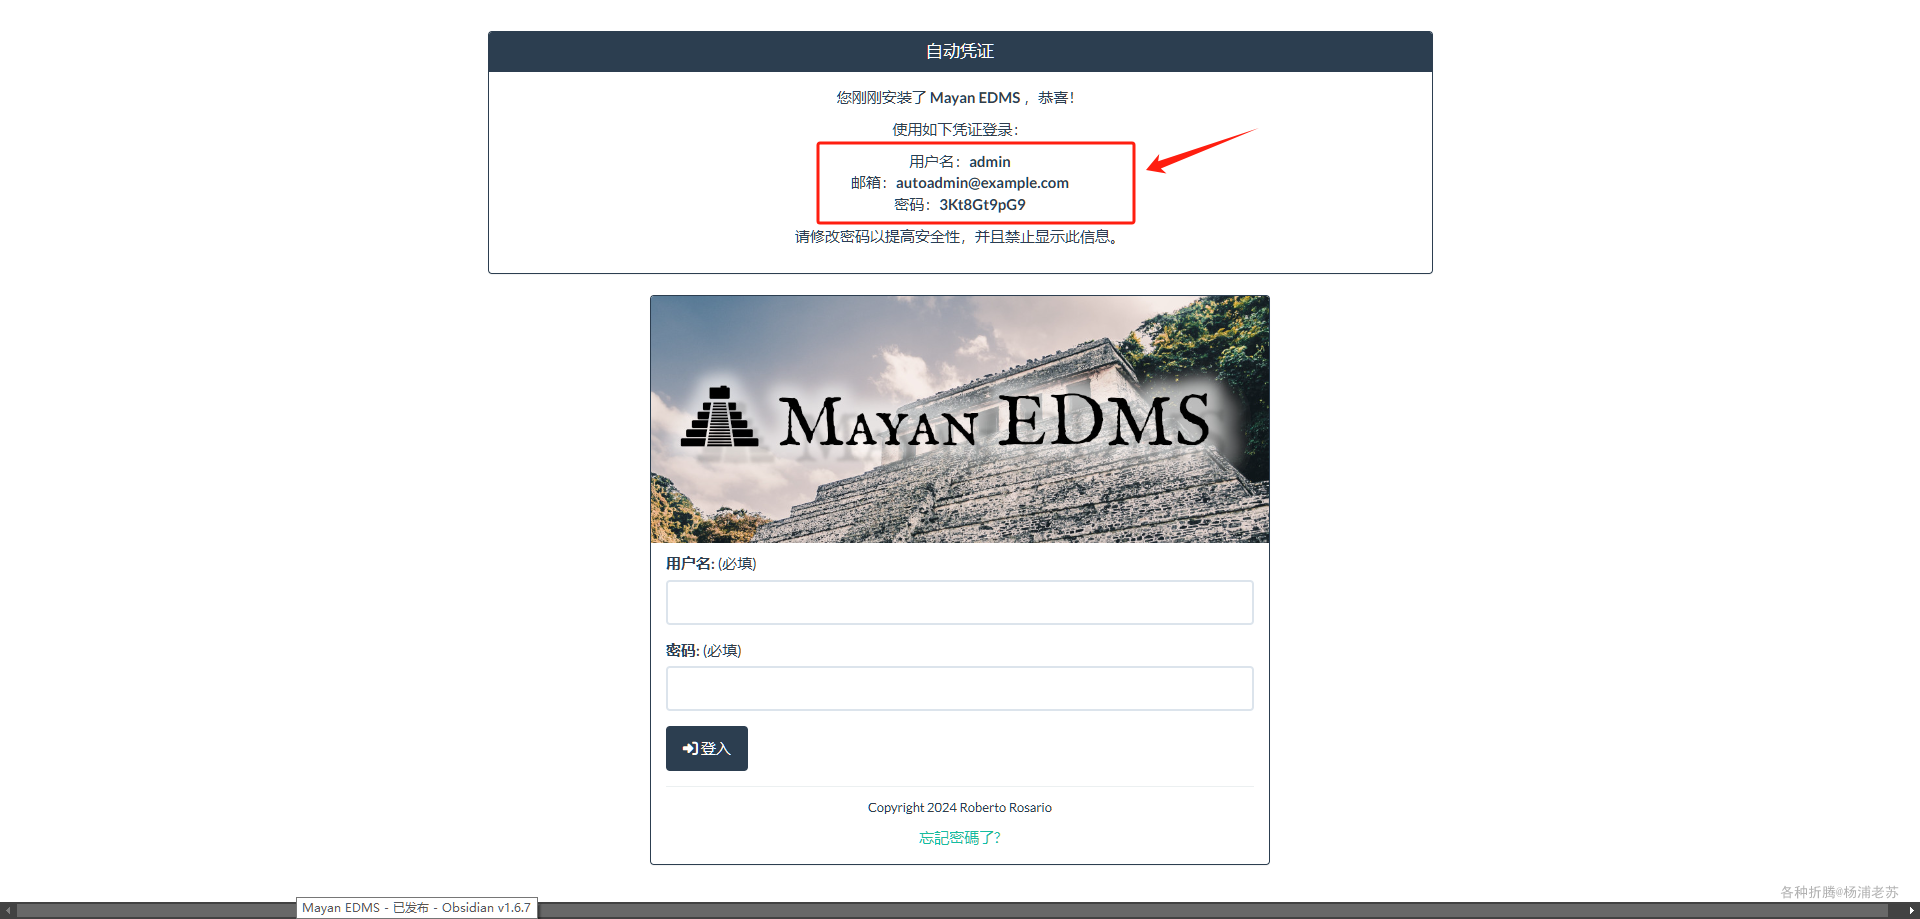 自动凭证
您刚刚安装了 Mayan EDMS ，恭喜！
使用如下凭证登录：
用户名：admin
邮箱：autoadmin@example.com
密码：3Kt8Gt9pG9
请修改密码以提高安全性，并且禁止显示此信息。
MAYAN EDMS
用户名: (必填)
密码: (必填)
登入
Copyright 2024 Roberto Rosario
忘記密碼了?
各种折腾@杨浦老苏
Mayan EDMS - 已发布 - Obsidian v1.6.7